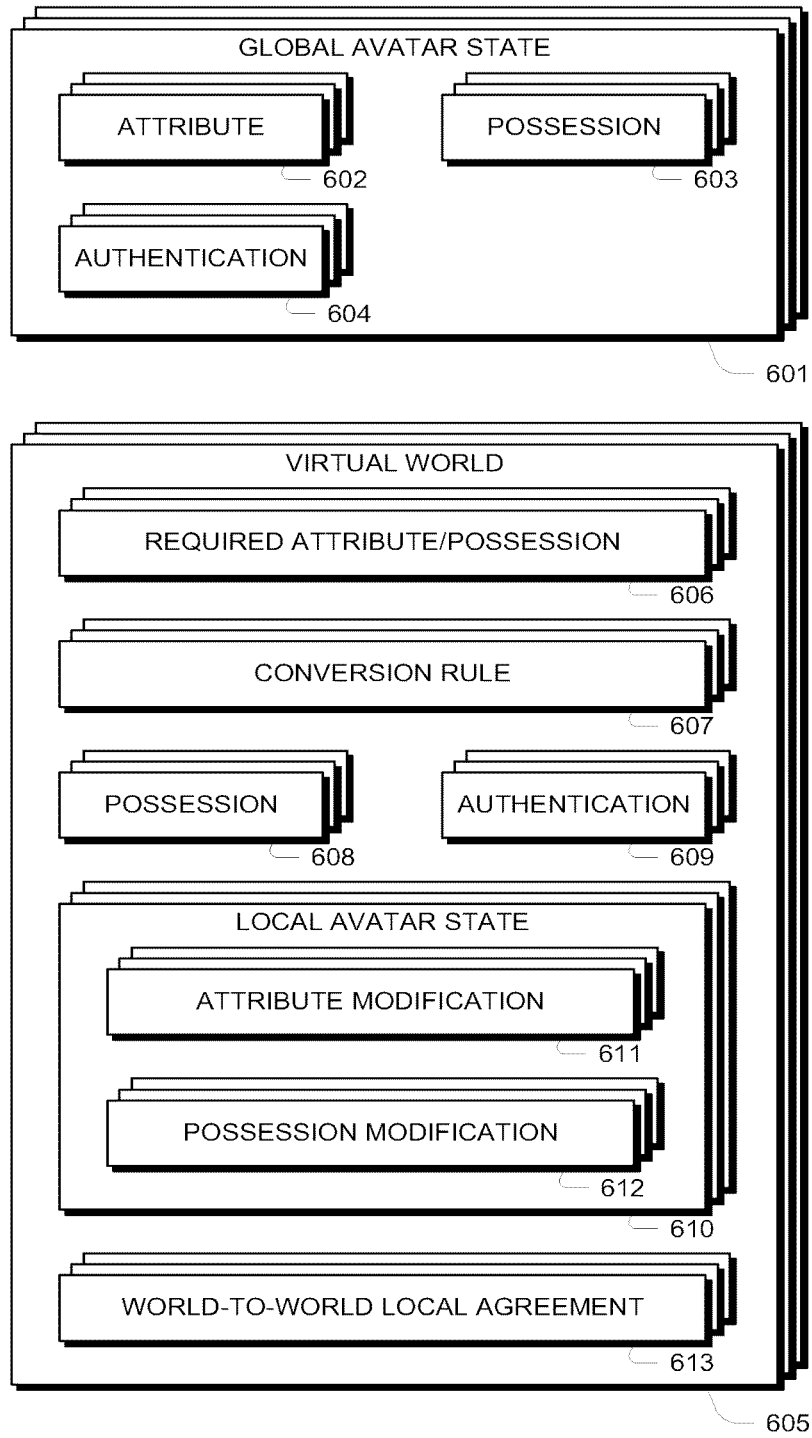 GLOBAL AVATAR STATE
ATTRIBUTE
602
POSSESSION
603
AUTHENTICATION
604
601
VIRTUAL WORLD
REQUIRED ATTRIBUTE/POSSESSION
606
CONVERSION RULE
607
POSSESSION
608
AUTHENTICATION
609
LOCAL AVATAR STATE
ATTRIBUTE MODIFICATION
611
POSSESSION MODIFICATION
612
610
WORLD-TO-WORLD LOCAL AGREEMENT
613
605